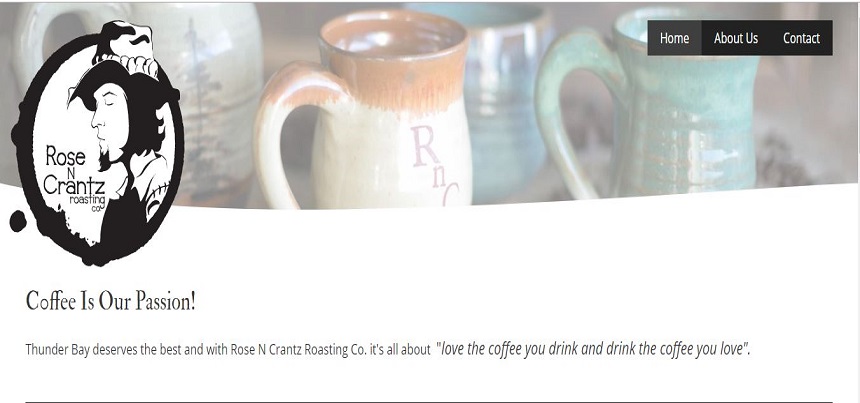 Home About Us Contact
Rose
N
Crantz
roasting
co
R
n
C
Coffee Is Our Passion!
Thunder Bay deserves the best and with Rose N Crantz Roasting Co. it's all about "love the coffee you drink and drink the coffee you love".